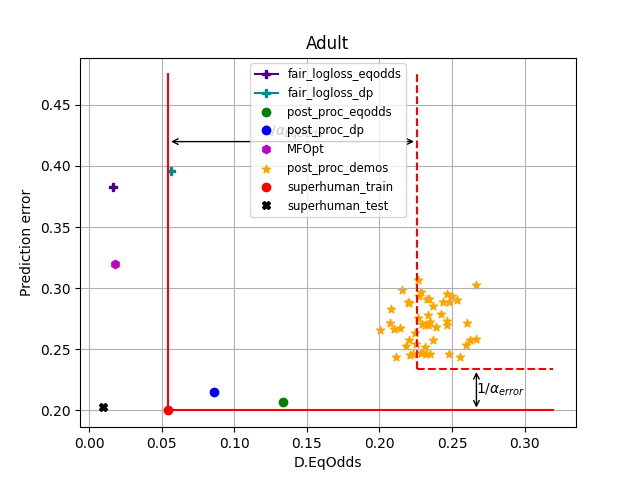 Adult
fair_logloss_eqodds
fair_logloss_dp
post_proc_eqodds
post_proc_dp
MFOpt
post_proc_demos
superhuman_train
superhuman_test
Prediction error
0.45
0.40
0.35
0.30
0.25
0.20
1/α_error
0.00 0.05 0.10 0.15 0.20 0.25 0.30
D.EqOdds